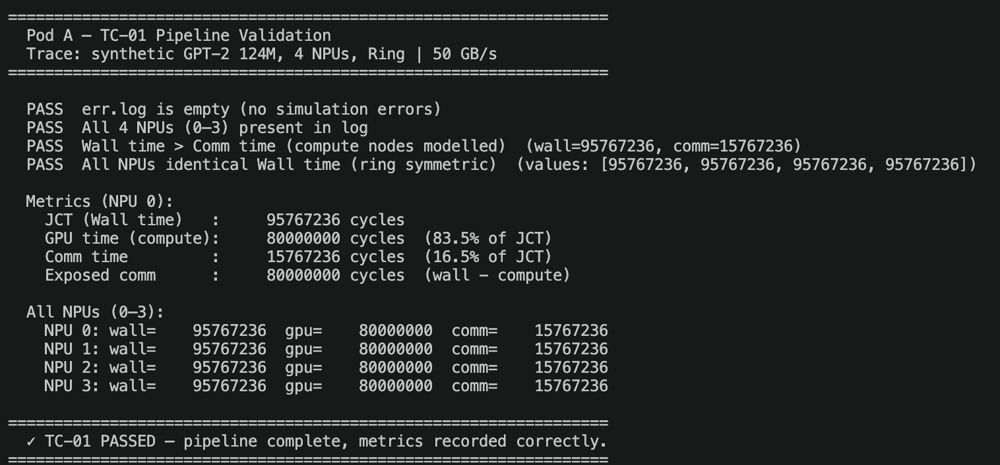 ==================================================================
Pod A — TC-01 Pipeline Validation
Trace: synthetic GPT-2 124M, 4 NPUs, Ring | 50 GB/s
==================================================================
PASS  err.log is empty (no simulation errors)
PASS  All 4 NPUs (0–3) present in log
PASS  Wall time > Comm time (compute nodes modelled)  (wall=95767236, comm=15767236)
PASS  All NPUs identical Wall time (ring symmetric)  (values: [95767236, 95767236, 95767236, 95767236])
Metrics (NPU 0):
JCT (Wall time)   :     95767236 cycles
GPU time (compute):     80000000 cycles  (83.5% of JCT)
Comm time         :     15767236 cycles  (16.5% of JCT)
Exposed comm      :     80000000 cycles  (wall - compute)
All NPUs (0–3):
NPU 0: wall=    95767236  gpu=    80000000  comm=    15767236
NPU 1: wall=    95767236  gpu=    80000000  comm=    15767236
NPU 2: wall=    95767236  gpu=    80000000  comm=    15767236
NPU 3: wall=    95767236  gpu=    80000000  comm=    15767236
==================================================================
✓ TC-01 PASSED — pipeline complete, metrics recorded correctly.
==================================================================